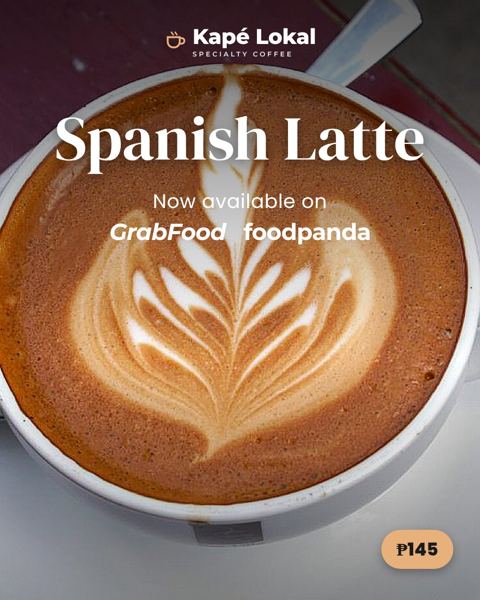 Kapé Lokal
SPECIALTY COFFEE
Spanish Latte
Now available on
GrabFood foodpanda
₱145